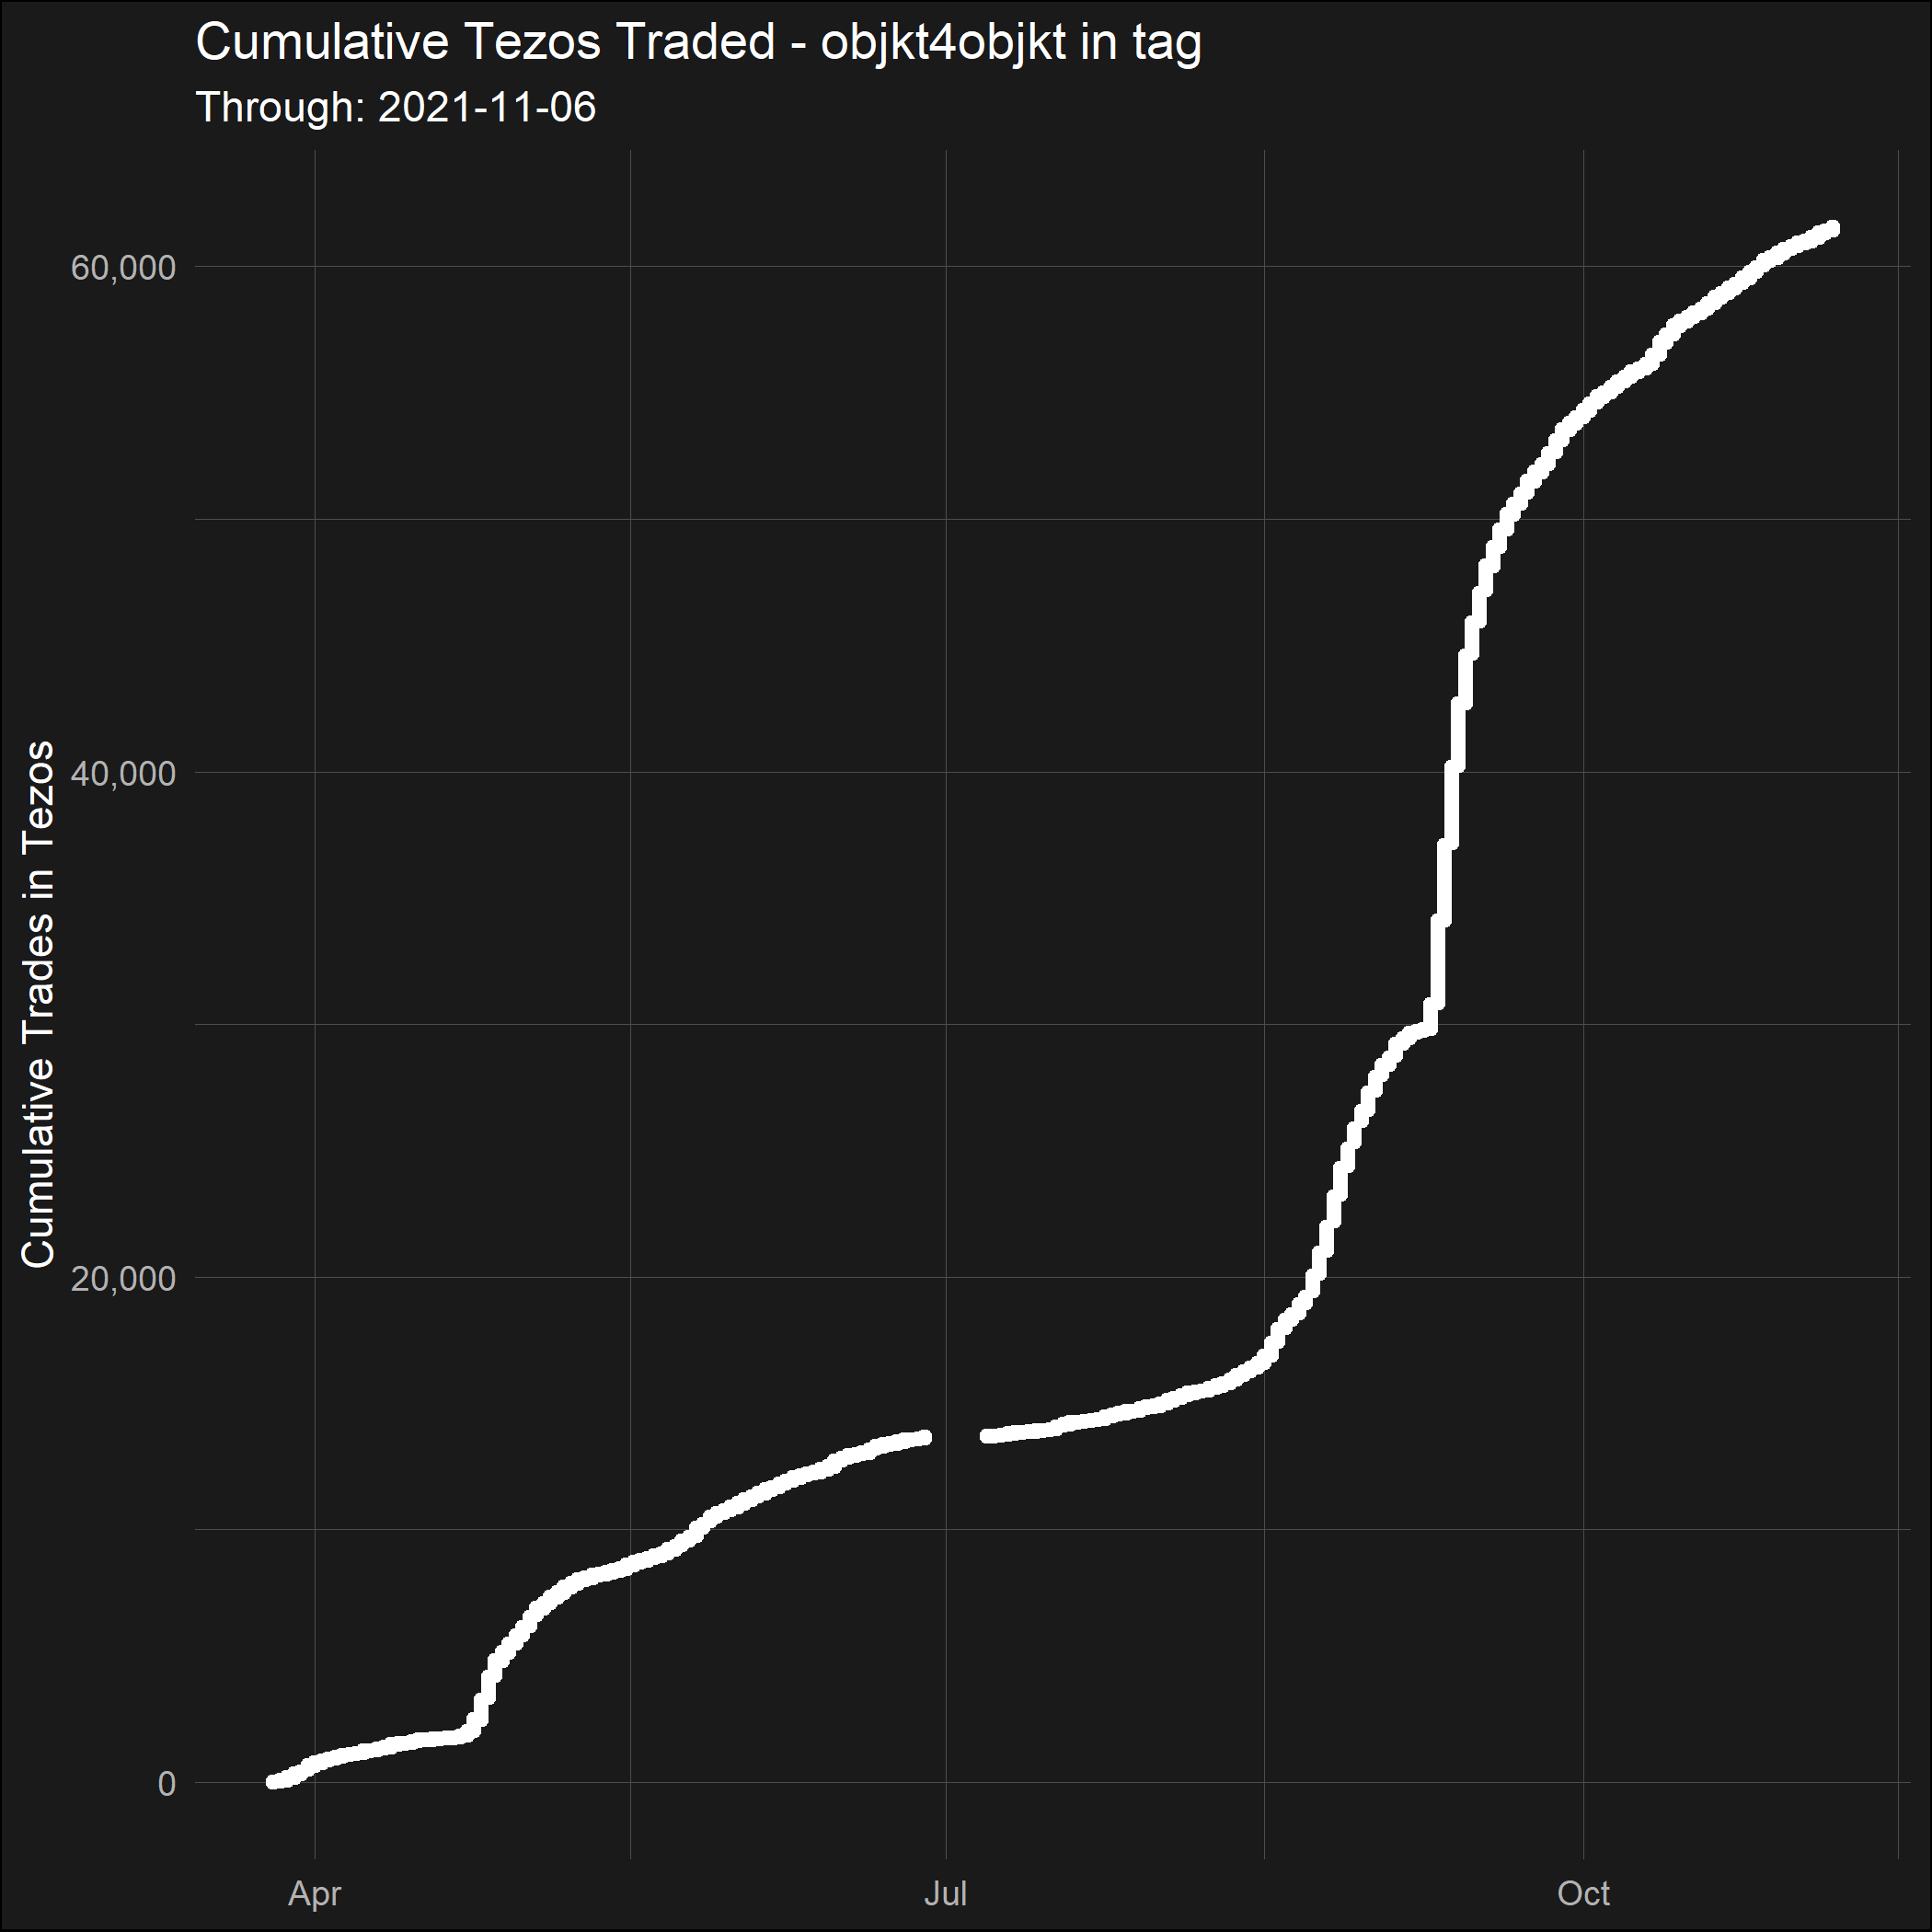 Cumulative Tezos Traded - objkt4objkt in tag
Through: 2021-11-06
Cumulative Trades in Tezos
60,000
40,000
20,000
0
Apr
Jul
Oct